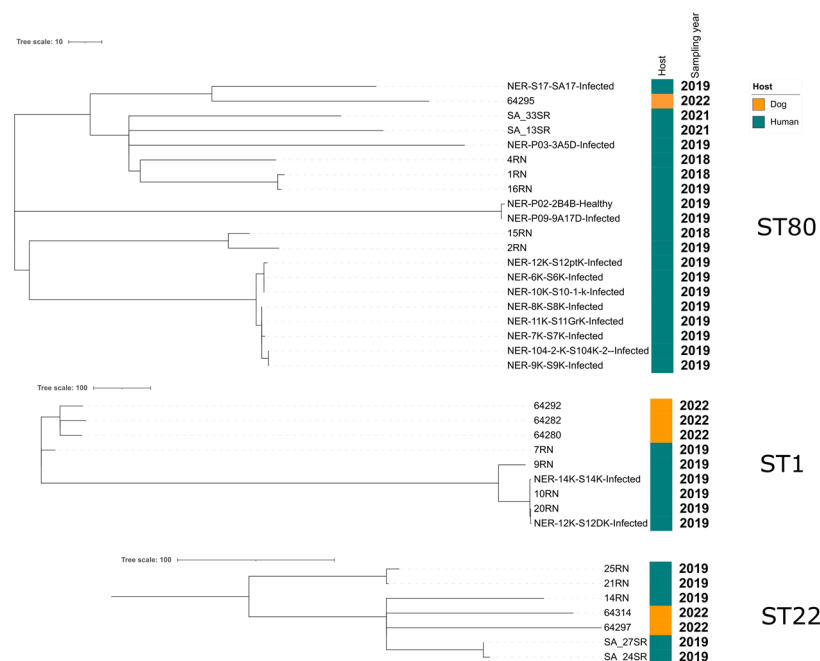 Tree scale: 10
Host
Sampling year
NER-S17-SA17-Infected 2019
64295 2022
SA_33SR 2021
SA_13SR 2021
NER-P03-3A5D-Infected 2019
4RN 2018
1RN 2018
16RN 2019
NER-P02-2B4B-Healthy 2019
NER-P09-9A17D-Infected 2019
15RN 2018
2RN 2019
NER-12K-S12ptK-Infected 2019
NER-6K-S6K-Infected 2019
NER-10K-S10-1-k-Infected 2019
NER-8K-S8K-Infected 2019
NER-11K-S11GrK-Infected 2019
NER-7K-S7K-Infected 2019
NER-104-2-K-S104K-2--Infected 2019
NER-9K-S9K-Infected 2019
Host
Dog
Human
ST80
Tree scale: 100
64292 2022
64282 2022
64280 2022
7RN 2019
9RN 2019
NER-14K-S14K-Infected 2019
10RN 2019
20RN 2019
NER-12K-S12DK-Infected 2019
ST1
Tree scale: 100
25RN 2019
21RN 2019
14RN 2019
64314 2022
64297 2022
SA_27SR 2019
SA_24SR 2019
ST22